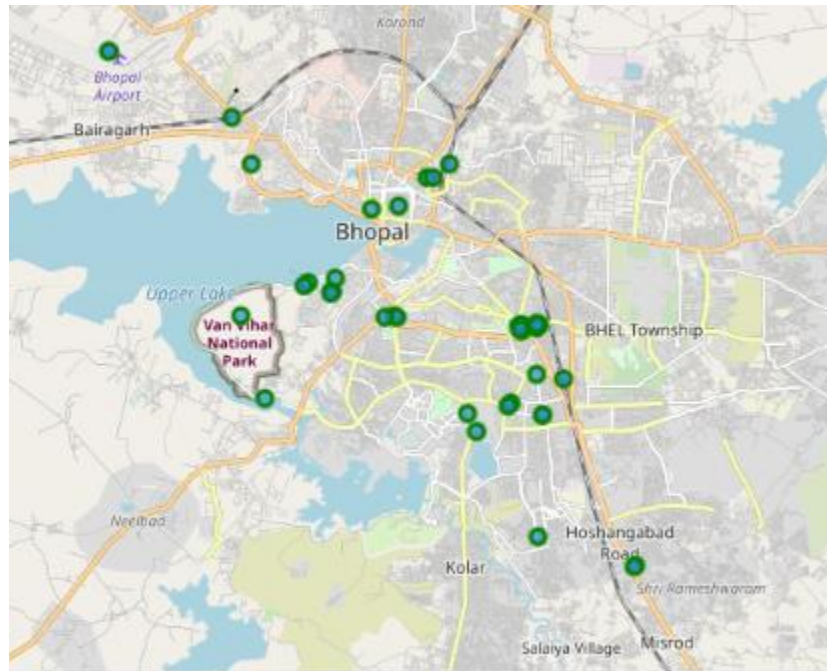 Karond
Bhopal
Airport
Bairagarh
Bhopal
Upper Lake
Van Vihar
National
Park
BHEL Township
Neelbad
Hoshangabad
Road
Kolar
Shri Rameshwaram
Salaiya Village
Misrod